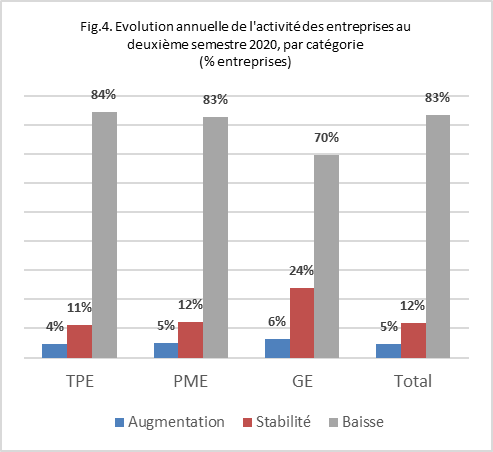 Fig.4. Evolution annuelle de l'activité des entreprises au
deuxième semestre 2020, par catégorie
(% entreprises)
84%
83%
70%
83%
4%
11%
5%
12%
6%
24%
5%
12%
TPE
PME
GE
Total
Augmentation
Stabilité
Baisse